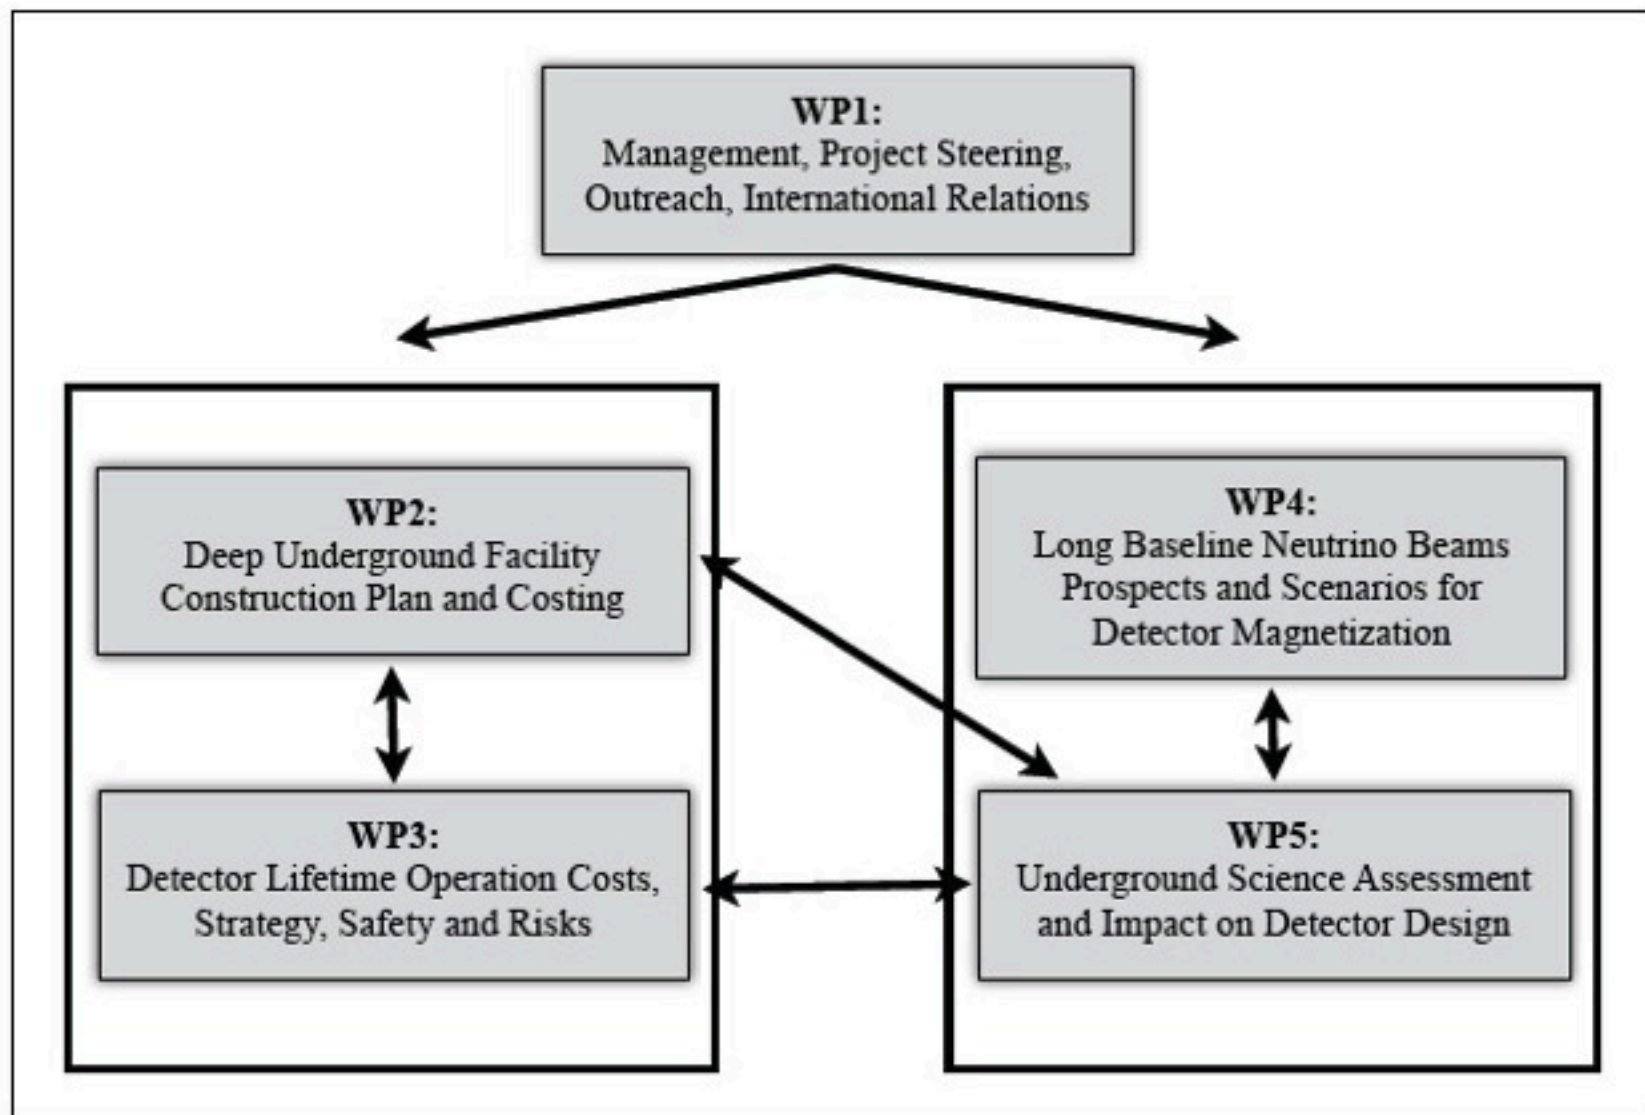 WP1:
Management, Project Steering,
Outreach, International Relations
WP2:
Deep Underground Facility
Construction Plan and Costing
WP3:
Detector Lifetime Operation Costs,
Strategy, Safety and Risks
WP4:
Long Baseline Neutrino Beams
Prospects and Scenarios for
Detector Magnetization
WP5:
Underground Science Assessment
and Impact on Detector Design